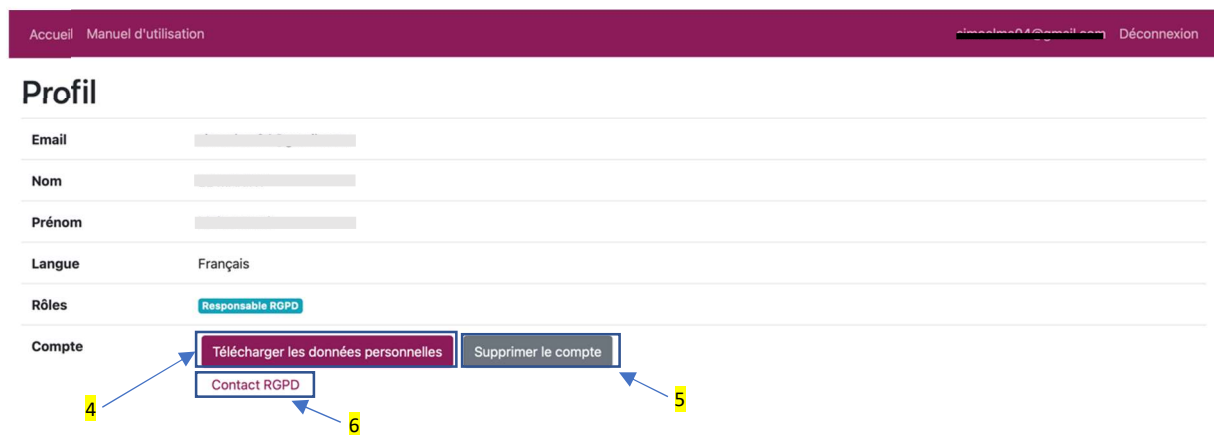 Accueil Manuel d'utilisation Déconnexion
Profil
Email
Nom
Prénom
Langue Français
Rôles Responsable RGPD
Compte Télécharger les données personnelles Supprimer le compte
Contact RGPD
4
5
6